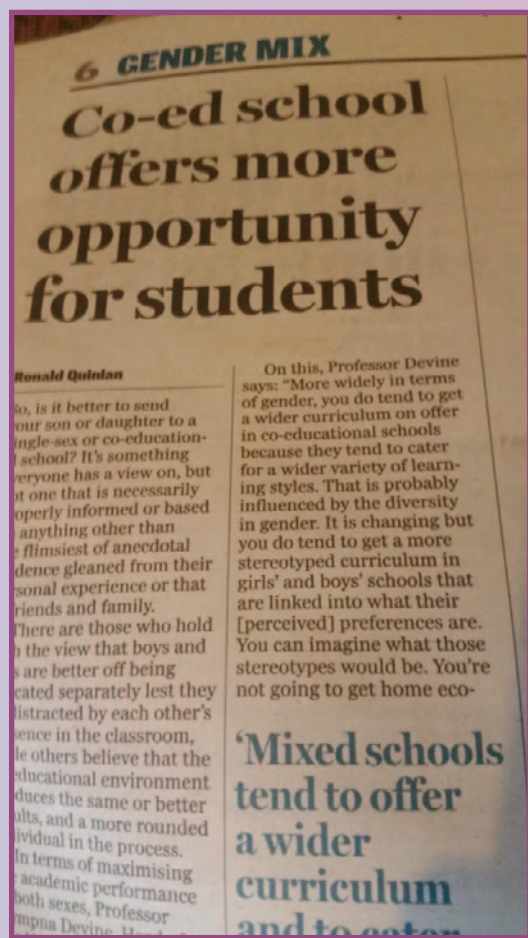 6 GENDER MIX
Co-ed school
offers more
opportunity
for students
Ronald Quinlan
So, is it better to send
our son or daughter to a
ingle-sex or co-education-
l school? It's something
veryone has a view on, but
ot one that is necessarily
operly informed or based
anything other than
e flimsiest of anecdotal
dence gleaned from their
sonal experience or that
riends and family.
There are those who hold
the view that boys and
s are better off being
cated separately lest they
distracted by each other's
sence in the classroom,
le others believe that the
educational environment
duces the same or better
ults, and a more rounded
ividual in the process.
In terms of maximising
academic performance
both sexes, Professor
mpna Devine,
On this, Professor Devine
says: "More widely in terms
of gender, you do tend to get
a wider curriculum on offer
in co-educational schools
because they tend to cater
for a wider variety of learn-
ing styles. That is probably
influenced by the diversity
in gender. It is changing but
you do tend to get a more
stereotyped curriculum in
girls' and boys' schools that
are linked into what their
[perceived] preferences are.
You can imagine what those
stereotypes would be. You're
not going to get home eco-
'Mixed schools
tend to offer
a wider
curriculum
and to cater